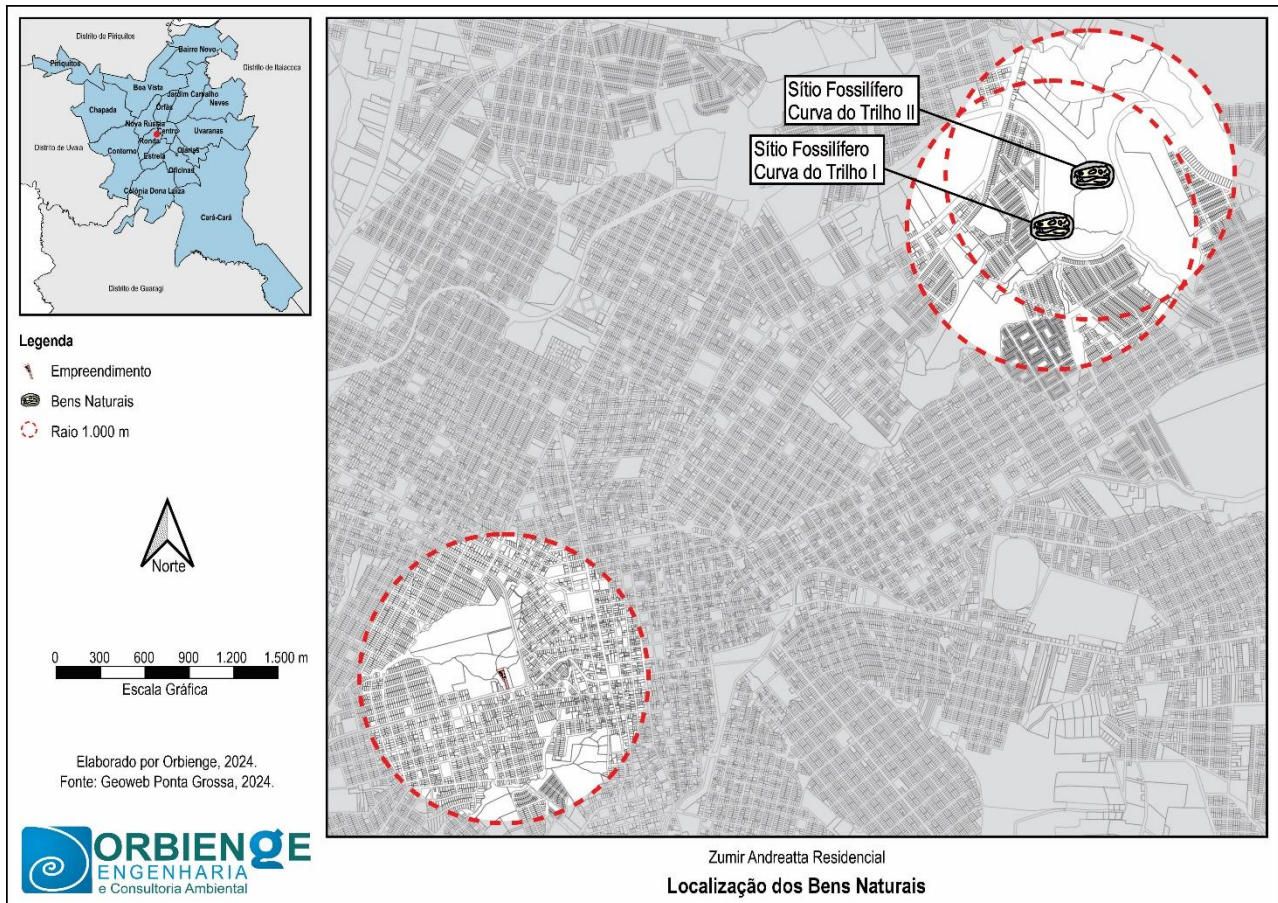 Distrito de Piriquitos
Bairro Novo
Piriquitos
Distrito de Itaiacoca
Boa Vista
Jardim Carvalho
Chapada
Órfãs
Neves
Nova Rússia
Centro
Uvaranas
Ronda
Distrito de Uvaia
Contorno
Estrela
Olarias
Oficinas
Colônia Dona Luiza
Cará-Cará
Distrito de Guaragi
Legenda
Empreendimento
Bens Naturais
Raio 1.000 m
Norte
0 300 600 900 1.200 1.500 m
Escala Gráfica
Elaborado por Orbienge, 2024.
Fonte: Geoweb Ponta Grossa, 2024.
ORBIENGE
ENGENHARIA
e Consultoria Ambiental
Sítio Fossilífero
Curva do Trilho II
Sítio Fossilífero
Curva do Trilho I
Zumir Andreatta Residencial
Localização dos Bens Naturais